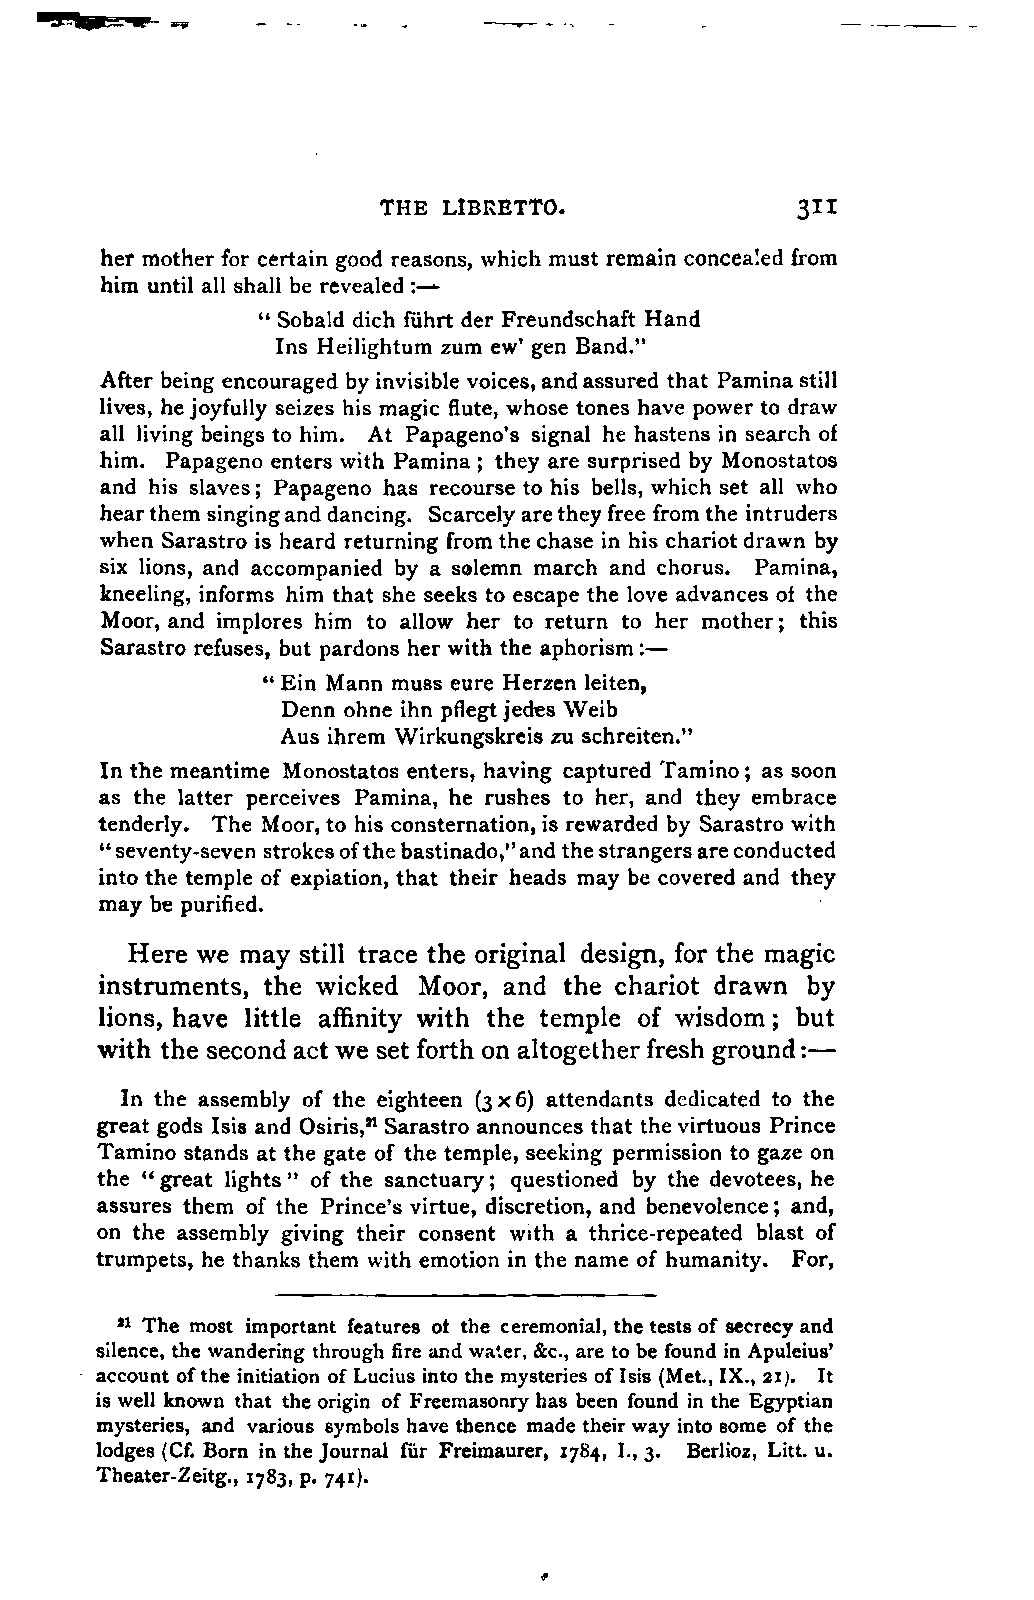 THE LIBRETTO. 311
her mother for certain good reasons, which must remain concealed from
him until all shall be revealed :—
“ Sobald dich führt der Freundschaft Hand
Ins Heilightum zum ew' gen Band.”
After being encouraged by invisible voices, and assured that Pamina still
lives, he joyfully seizes his magic flute, whose tones have power to draw
all living beings to him. At Papageno's signal he hastens in search of
him. Papageno enters with Pamina ; they are surprised by Monostatos
and his slaves; Papageno has recourse to his bells, which set all who
hear them singing and dancing. Scarcely are they free from the intruders
when Sarastro is heard returning from the chase in his chariot drawn by
six lions, and accompanied by a solemn march and chorus. Pamina,
kneeling, informs him that she seeks to escape the love advances of the
Moor, and implores him to allow her to return to her mother; this
Sarastro refuses, but pardons her with the aphorism :—
“ Ein Mann muss eure Herzen leiten,
Denn ohne ihn pflegt jedes Weib
Aus ihrem Wirkungskreis zu schreiten.”
In the meantime Monostatos enters, having captured Tamino; as soon
as the latter perceives Pamina, he rushes to her, and they embrace
tenderly. The Moor, to his consternation, is rewarded by Sarastro with
“ seventy-seven strokes of the bastinado,” and the strangers are conducted
into the temple of expiation, that their heads may be covered and they
may be purified.
Here we may still trace the original design, for the magic
instruments, the wicked Moor, and the chariot drawn by
lions, have little affinity with the temple of wisdom ; but
with the second act we set forth on altogether fresh ground :—
In the assembly of the eighteen (3 x 6) attendants dedicated to the
great gods Isis and Osiris,²¹ Sarastro announces that the virtuous Prince
Tamino stands at the gate of the temple, seeking permission to gaze on
the “ great lights ” of the sanctuary ; questioned by the devotees, he
assures them of the Prince's virtue, discretion, and benevolence ; and,
on the assembly giving their consent with a thrice-repeated blast of
trumpets, he thanks them with emotion in the name of humanity. For,
²¹ The most important features of the ceremonial, the tests of secrecy and
silence, the wandering through fire and water, &c., are to be found in Apuleius'
account of the initiation of Lucius into the mysteries of Isis (Met., IX., 21). It
is well known that the origin of Freemasonry has been found in the Egyptian
mysteries, and various symbols have thence made their way into some of the
lodges (Cf. Born in the Journal für Freimaurer, 1784, I., 3. Berlioz, Litt. u.
Theater-Zeitg., 1783, p. 741).